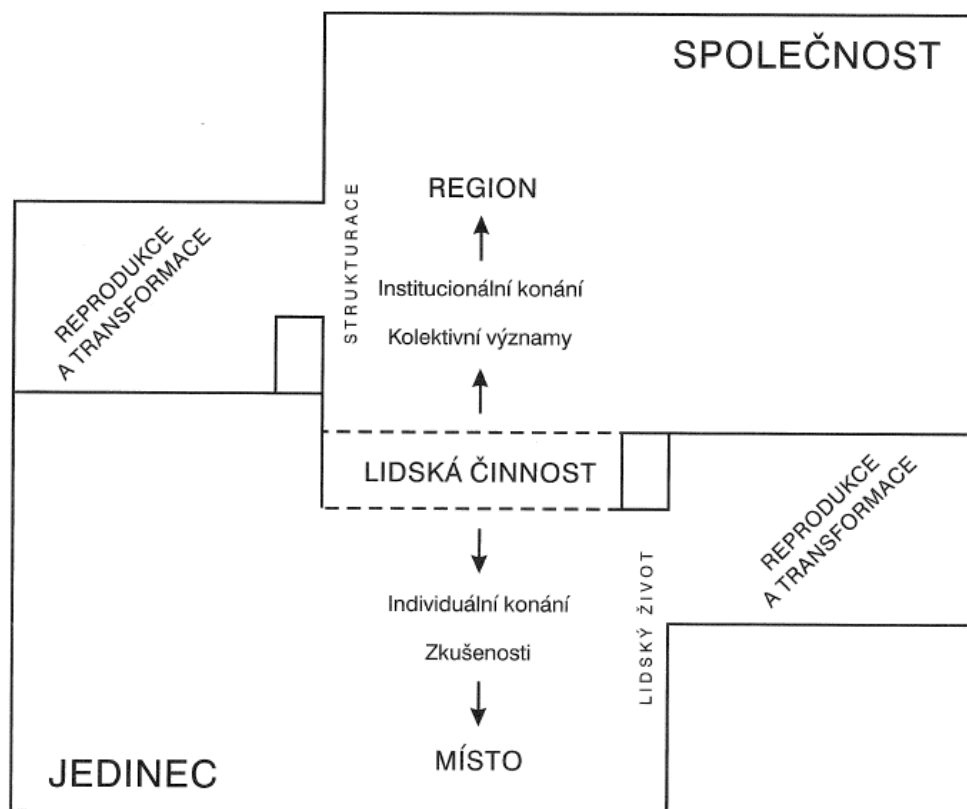 SPOLEČNOST
REGION
STRUKTURACE
REPRODUKCE
A TRANSFORMACE
Institucionální konání
Kolektivní významy
LIDSKÁ ČINNOST
REPRODUKCE
A TRANSFORMACE
LIDSKÝ ŽIVOT
Individuální konání
Zkušenosti
MÍSTO
JEDINEC